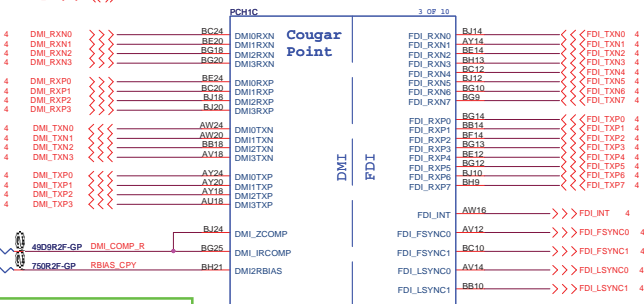 PCH1C 3 OF 10
Cougar
Point
DMI FDI
4 DMI_RXN0 BC24 DMI0RXN FDI_RXN0 BJ14 FDI_TXN0 4
4 DMI_RXN1 BE20 DMI1RXN FDI_RXN1 AY14 FDI_TXN1 4
4 DMI_RXN2 BG18 DMI2RXN FDI_RXN2 BE14 FDI_TXN2 4
4 DMI_RXN3 BG20 DMI3RXN FDI_RXN3 BH13 FDI_TXN3 4
FDI_RXN4 BC12 FDI_TXN4 4
4 DMI_RXP0 BE24 DMI0RXP FDI_RXN5 BJ12 FDI_TXN5 4
4 DMI_RXP1 BC20 DMI1RXP FDI_RXN6 BG10 FDI_TXN6 4
4 DMI_RXP2 BJ18 DMI2RXP FDI_RXN7 BG9 FDI_TXN7 4
4 DMI_RXP3 BJ20 DMI3RXP
FDI_RXP0 BG14 FDI_TXP0 4
4 DMI_TXN0 AW24 DMI0TXN FDI_RXP1 BB14 FDI_TXP1 4
4 DMI_TXN1 AW20 DMI1TXN FDI_RXP2 BF14 FDI_TXP2 4
4 DMI_TXN2 BB18 DMI2TXN FDI_RXP3 BG13 FDI_TXP3 4
4 DMI_TXN3 AV18 DMI3TXN FDI_RXP4 BE12 FDI_TXP4 4
FDI_RXP5 BG12 FDI_TXP5 4
4 DMI_TXP0 AY24 DMI0TXP FDI_RXP6 BJ10 FDI_TXP6 4
4 DMI_TXP1 AY20 DMI1TXP FDI_RXP7 BH9 FDI_TXP7 4
4 DMI_TXP2 AY18 DMI2TXP
4 DMI_TXP3 AU18 DMI3TXP
FDI_INT AW16 FDI_INT 4
BJ24 DMI_ZCOMP FDI_FSYNC0 AV12 FDI_FSYNC0 4
49D9R2F-GP DMI_COMP_R BG25 DMI_IRCOMP FDI_FSYNC1 BC10 FDI_FSYNC1 4
750R2F-GP RBIAS_CPY BH21 DMI2RBIAS FDI_LSYNC0 AV14 FDI_LSYNC0 4
FDI_LSYNC1 BB10 FDI_LSYNC1 4